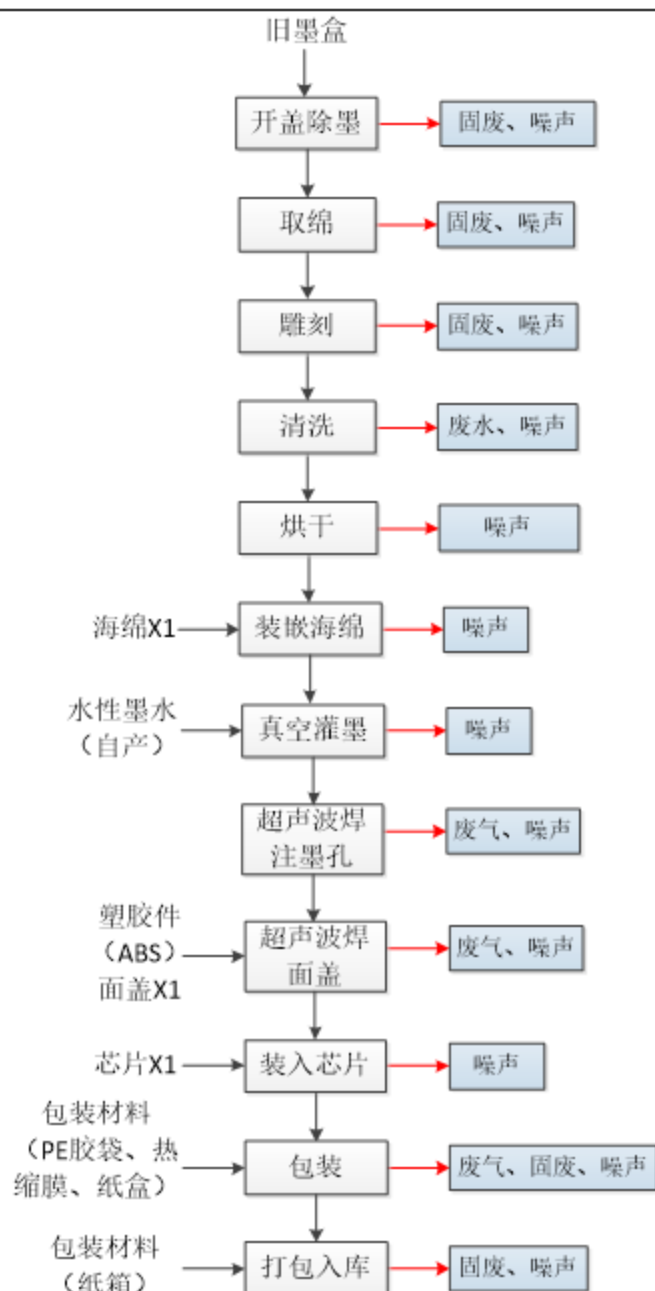 旧墨盒
开盖除墨
固废、噪声
取绵
固废、噪声
雕刻
固废、噪声
清洗
废水、噪声
烘干
噪声
海绵X1
装嵌海绵
噪声
水性墨水
（自产）
真空灌墨
噪声
超声波焊
注墨孔
废气、噪声
塑胶件
（ABS）
面盖X1
超声波焊
面盖
废气、噪声
芯片X1
装入芯片
噪声
包装材料
（PE胶袋、热
缩膜、纸盒）
包装
废气、固废、噪声
包装材料
（纸箱）
打包入库
固废、噪声